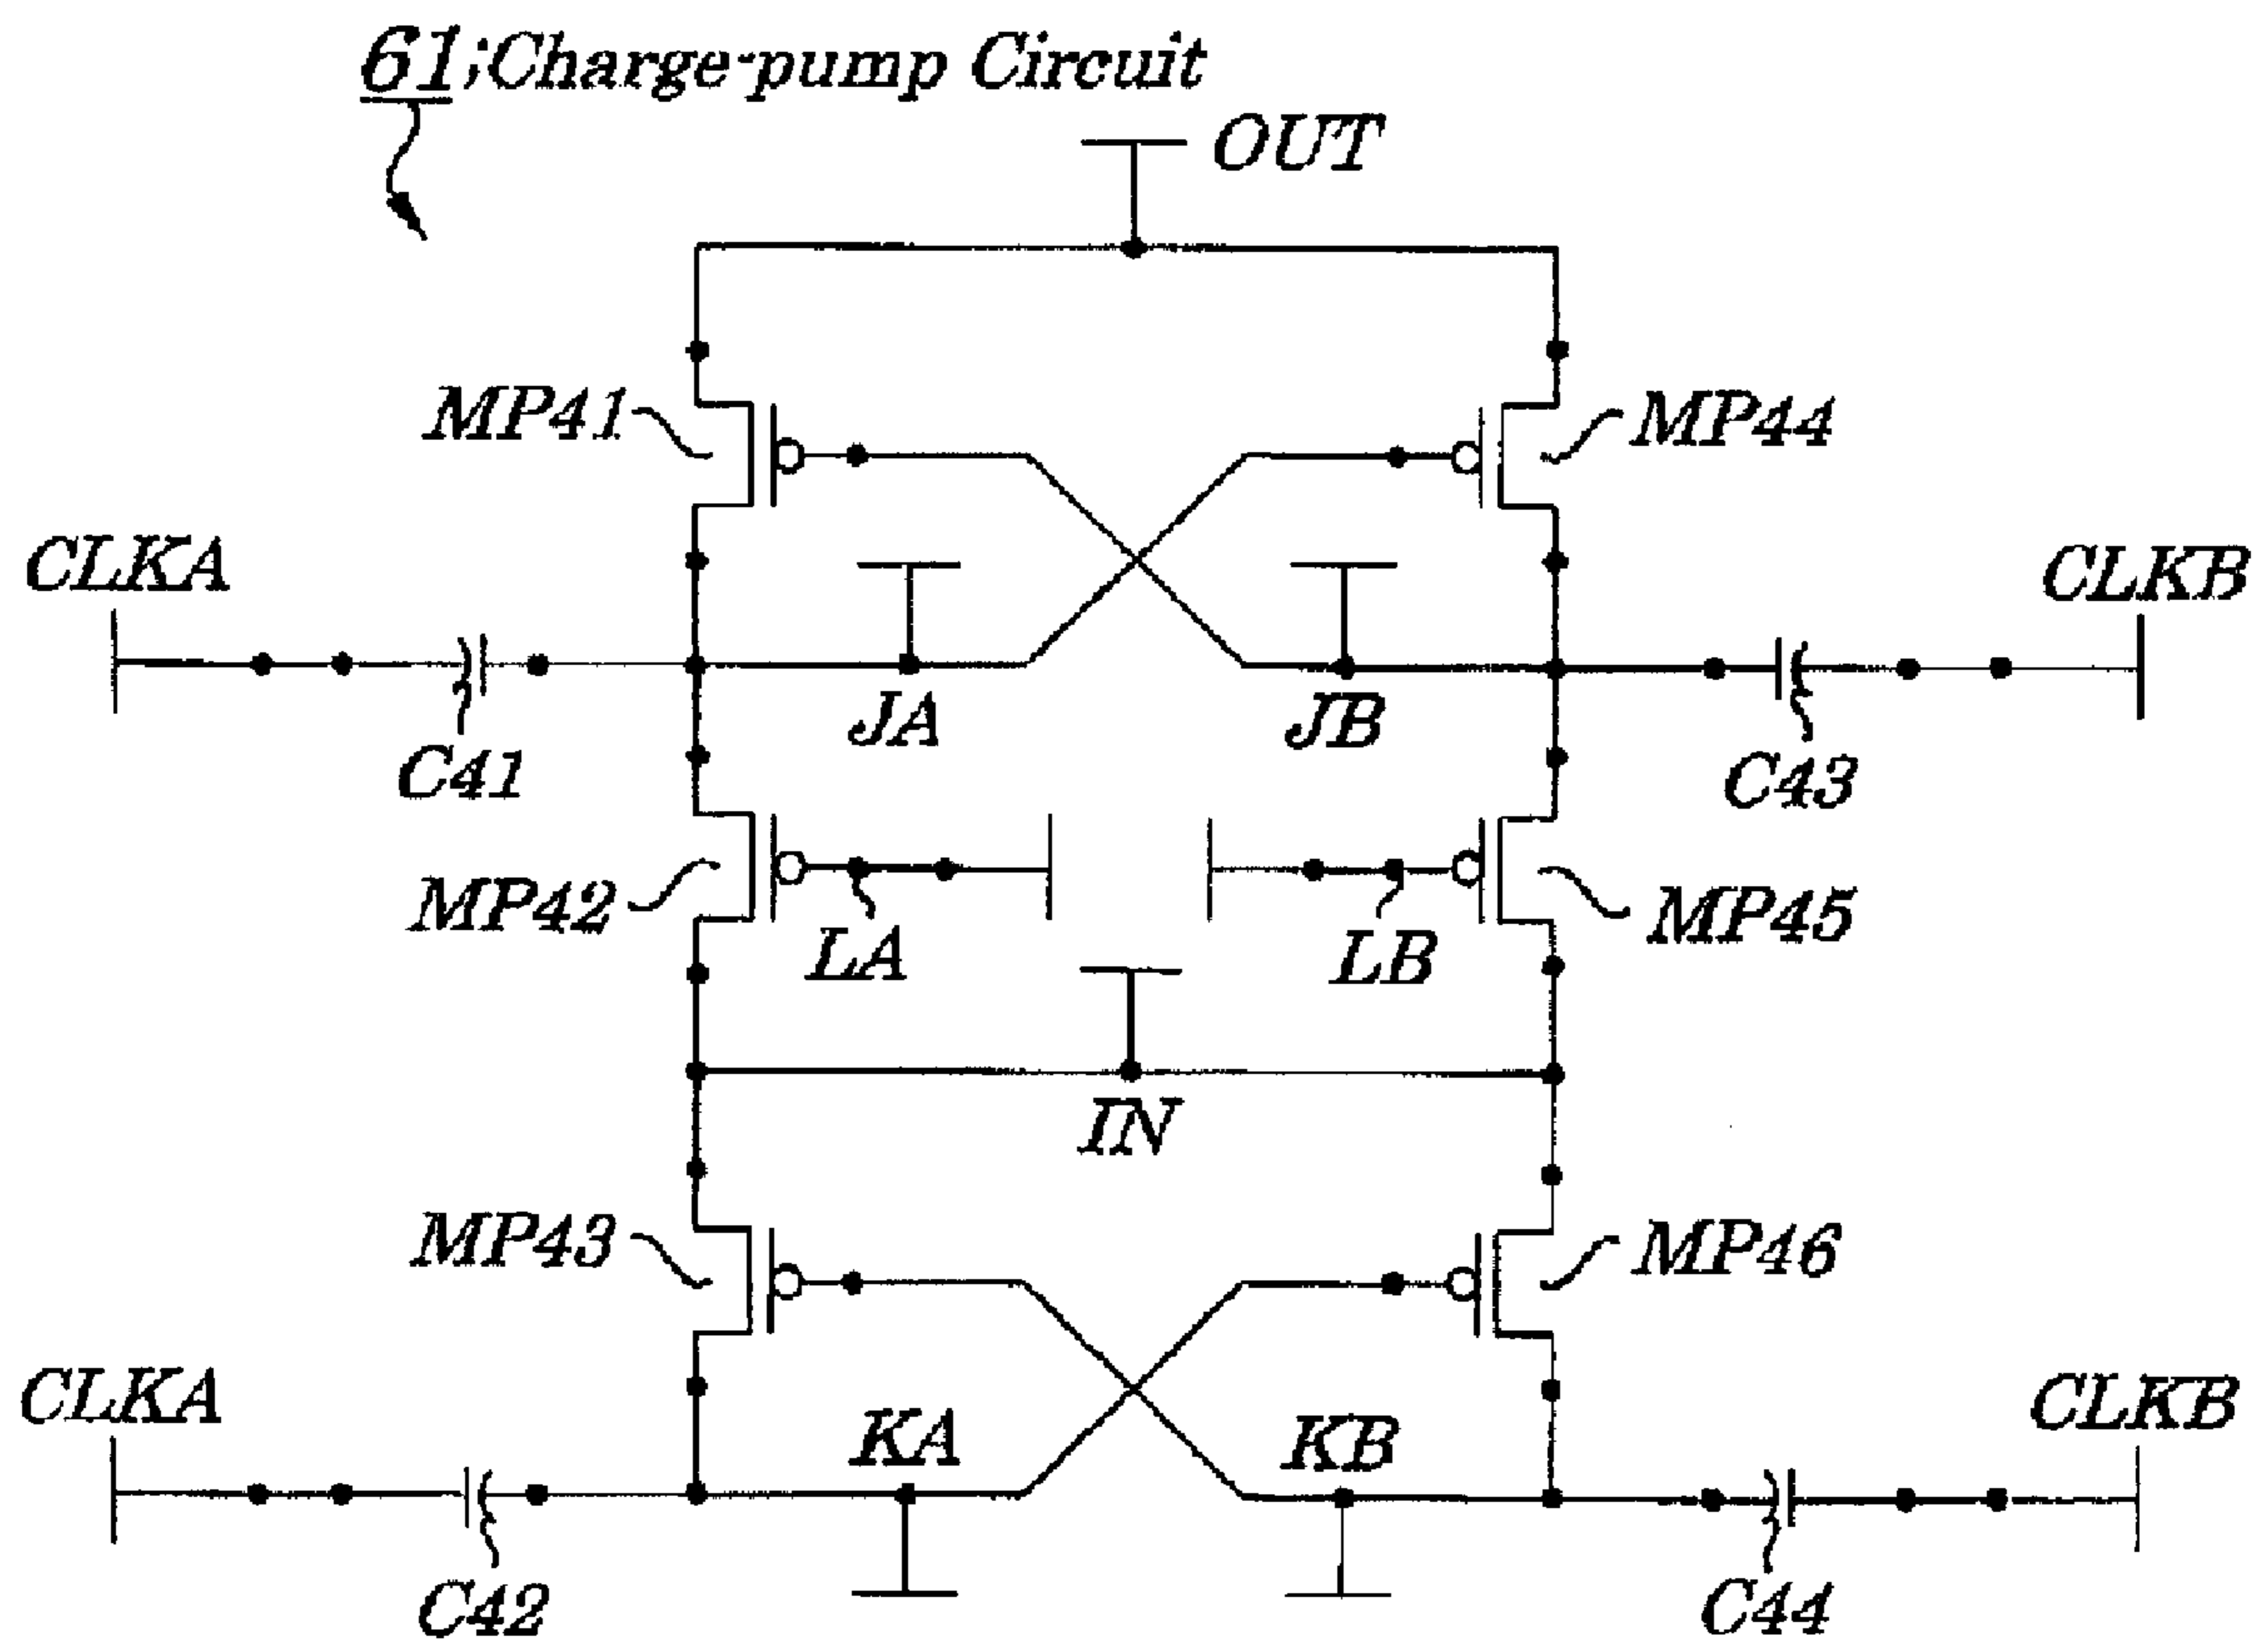 61;Charge-pump Circuit
OUT
MP41
MP44
CLKA
CLKB
JA
JB
C41
C43
MP42
LA
LB
MP45
IN
MP43
MP46
CLKA
KA
KB
CLKB
C42
C44